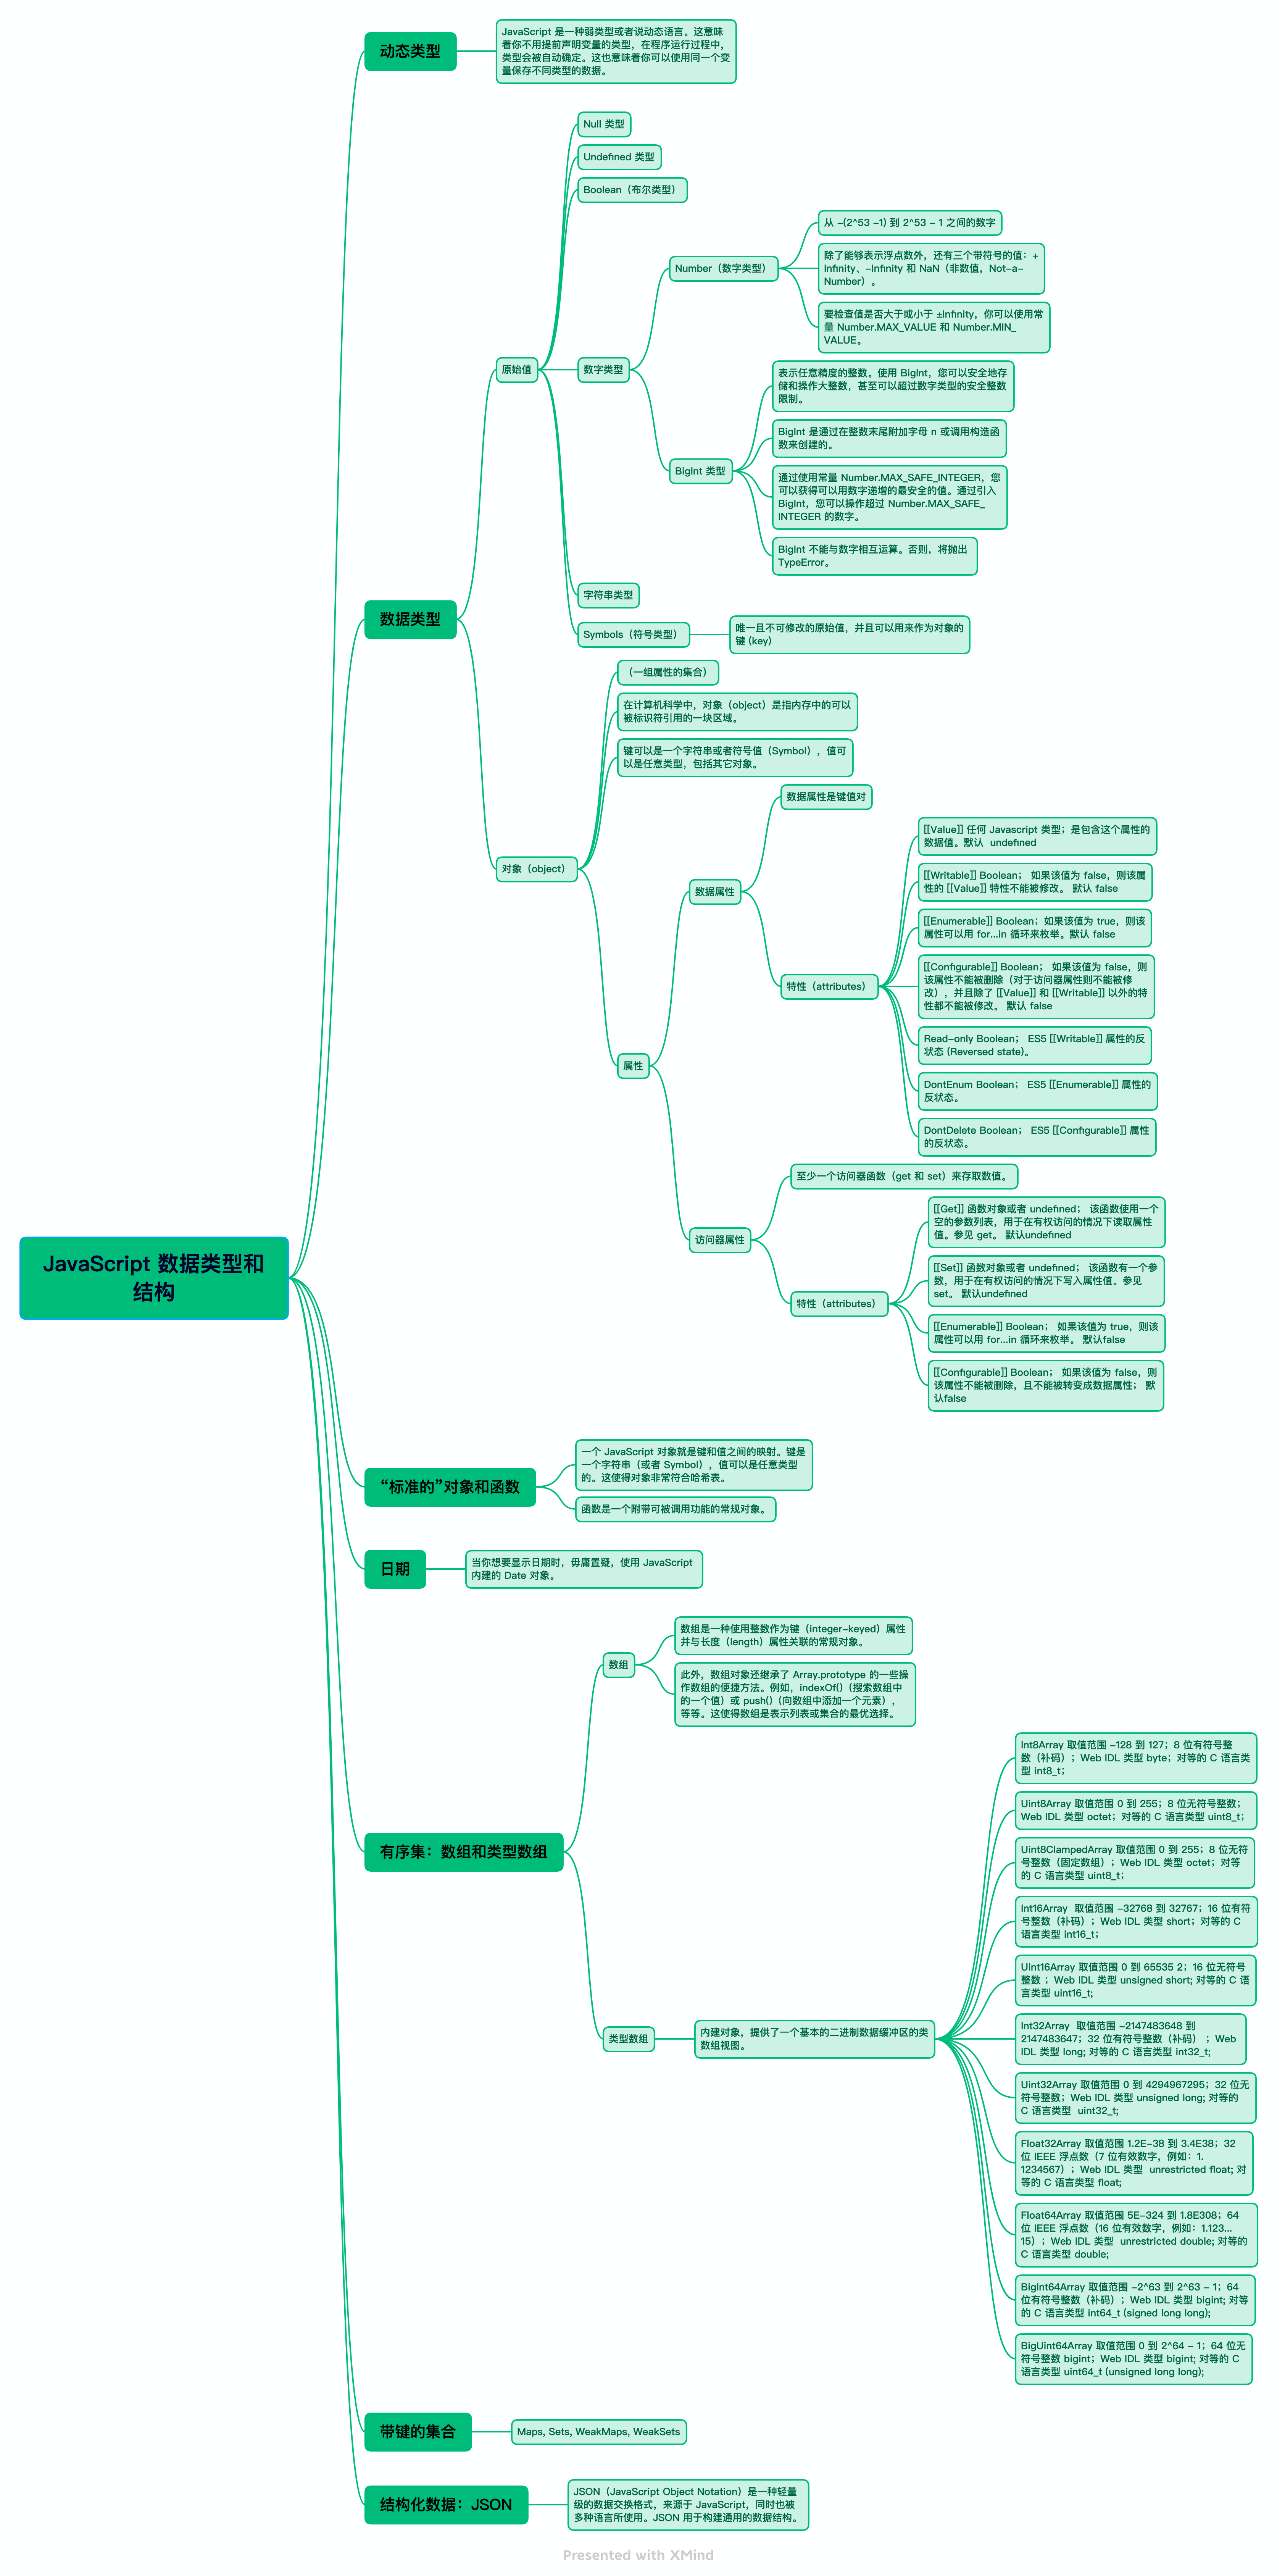 动态类型
JavaScript 是一种弱类型或者说动态语言。这意味
着你不用提前声明变量的类型，在程序运行过程中，
类型会被自动确定。这也意味着你可以使用同一个变
量保存不同类型的数据。
Null 类型
Undefined 类型
Boolean（布尔类型）
从 -(2^53 -1) 到 2^53 - 1 之间的数字
Number（数字类型）
除了能够表示浮点数外，还有三个带符号的值：+
Infinity、-Infinity 和 NaN（非数值，Not-a-
Number）。
要检查值是否大于或小于 ±Infinity，你可以使用常
量 Number.MAX_VALUE 和 Number.MIN_
VALUE。
原始值
数字类型
表示任意精度的整数。使用 BigInt，您可以安全地存
储和操作大整数，甚至可以超过数字类型的安全整数
限制。
BigInt 是通过在整数末尾附加字母 n 或调用构造函
数来创建的。
BigInt 类型
通过使用常量 Number.MAX_SAFE_INTEGER，您
可以获得可以用数字递增的最安全的值。通过引入
BigInt，您可以操作超过 Number.MAX_SAFE_
INTEGER 的数字。
BigInt 不能与数字相互运算。否则，将抛出
TypeError。
字符串类型
数据类型
Symbols（符号类型）
唯一且不可修改的原始值，并且可以用来作为对象的
键 (key)
（一组属性的集合）
在计算机科学中，对象（object）是指内存中的可以
被标识符引用的一块区域。
键可以是一个字符串或者符号值（Symbol），值可
以是任意类型，包括其它对象。
数据属性是键值对
[[Value]] 任何 Javascript 类型；是包含这个属性的
数据值。默认  undefined
对象（object）
数据属性
[[Writable]] Boolean； 如果该值为 false，则该属
性的 [[Value]] 特性不能被修改。 默认 false
[[Enumerable]] Boolean；如果该值为 true，则该
属性可以用 for...in 循环来枚举。默认 false
特性（attributes）
[[Configurable]] Boolean； 如果该值为 false，则
该属性不能被删除（对于访问器属性则不能被修
改），并且除了 [[Value]] 和 [[Writable]] 以外的特
性都不能被修改。 默认 false
Read-only Boolean； ES5 [[Writable]] 属性的反
状态 (Reversed state)。
属性
DontEnum Boolean； ES5 [[Enumerable]] 属性的
反状态。
DontDelete Boolean； ES5 [[Configurable]] 属性
的反状态。
至少一个访问器函数（get 和 set）来存取数值。
访问器属性
[[Get]] 函数对象或者 undefined； 该函数使用一个
空的参数列表，用于在有权访问的情况下读取属性
值。参见 get。 默认undefined
[[Set]] 函数对象或者 undefined； 该函数有一个参
数，用于在有权访问的情况下写入属性值。参见
set。 默认undefined
特性（attributes）
[[Enumerable]] Boolean； 如果该值为 true，则该
属性可以用 for...in 循环来枚举。 默认false
[[Configurable]] Boolean； 如果该值为 false，则
该属性不能被删除，且不能被转变成数据属性； 默
认false
JavaScript 数据类型和
结构
“标准的”对象和函数
一个 JavaScript 对象就是键和值之间的映射。键是
一个字符串（或者 Symbol），值可以是任意类型
的。这使得对象非常符合哈希表。
函数是一个附带可被调用功能的常规对象。
日期
当你想要显示日期时，毋庸置疑，使用 JavaScript
内建的 Date 对象。
数组
数组是一种使用整数作为键（integer-keyed）属性
并与长度（length）属性关联的常规对象。
此外，数组对象还继承了 Array.prototype 的一些操
作数组的便捷方法。例如，indexOf()（搜索数组中
的一个值）或 push()（向数组中添加一个元素），
等等。这使得数组是表示列表或集合的最优选择。
有序集：数组和类型数组
Int8Array 取值范围 -128 到 127；8 位有符号整
数（补码）；Web IDL 类型 byte；对等的 C 语言类
型 int8_t；
Uint8Array 取值范围 0 到 255；8 位无符号整数；
Web IDL 类型 octet；对等的 C 语言类型 uint8_t；
Uint8ClampedArray 取值范围 0 到 255；8 位无符
号整数（固定数组）；Web IDL 类型 octet；对等
的 C 语言类型 uint8_t；
Int16Array  取值范围 -32768 到 32767；16 位有符
号整数（补码）；Web IDL 类型 short；对等的 C
语言类型 int16_t；
Uint16Array 取值范围 0 到 65535 2；16 位无符号
整数 ；Web IDL 类型 unsigned short; 对等的 C 语
言类型 uint16_t;
类型数组
内建对象，提供了一个基本的二进制数据缓冲区的类
数组视图。
Int32Array  取值范围 -2147483648 到
2147483647；32 位有符号整数（补码） ；Web
IDL 类型 long; 对等的 C 语言类型 int32_t;
Uint32Array 取值范围 0 到 4294967295；32 位无
符号整数；Web IDL 类型 unsigned long; 对等的
C 语言类型  uint32_t;
Float32Array 取值范围 1.2E-38 到 3.4E38；32
位 IEEE 浮点数（7 位有效数字，例如：1.
1234567）；Web IDL 类型  unrestricted float; 对
等的 C 语言类型 float;
Float64Array 取值范围 5E-324 到 1.8E308；64
位 IEEE 浮点数（16 位有效数字，例如：1.123...
15）；Web IDL 类型  unrestricted double; 对等的
C 语言类型 double;
BigInt64Array 取值范围 -2^63 到 2^63 - 1；64
位有符号整数（补码）；Web IDL 类型 bigint; 对等
的 C 语言类型 int64_t (signed long long);
BigUint64Array 取值范围 0 到 2^64 - 1；64 位无
符号整数 bigint；Web IDL 类型 bigint; 对等的 C
语言类型 uint64_t (unsigned long long);
带键的集合
Maps, Sets, WeakMaps, WeakSets
结构化数据：JSON
JSON（JavaScript Object Notation）是一种轻量
级的数据交换格式，来源于 JavaScript，同时也被
多种语言所使用。JSON 用于构建通用的数据结构。
Presented with XMind